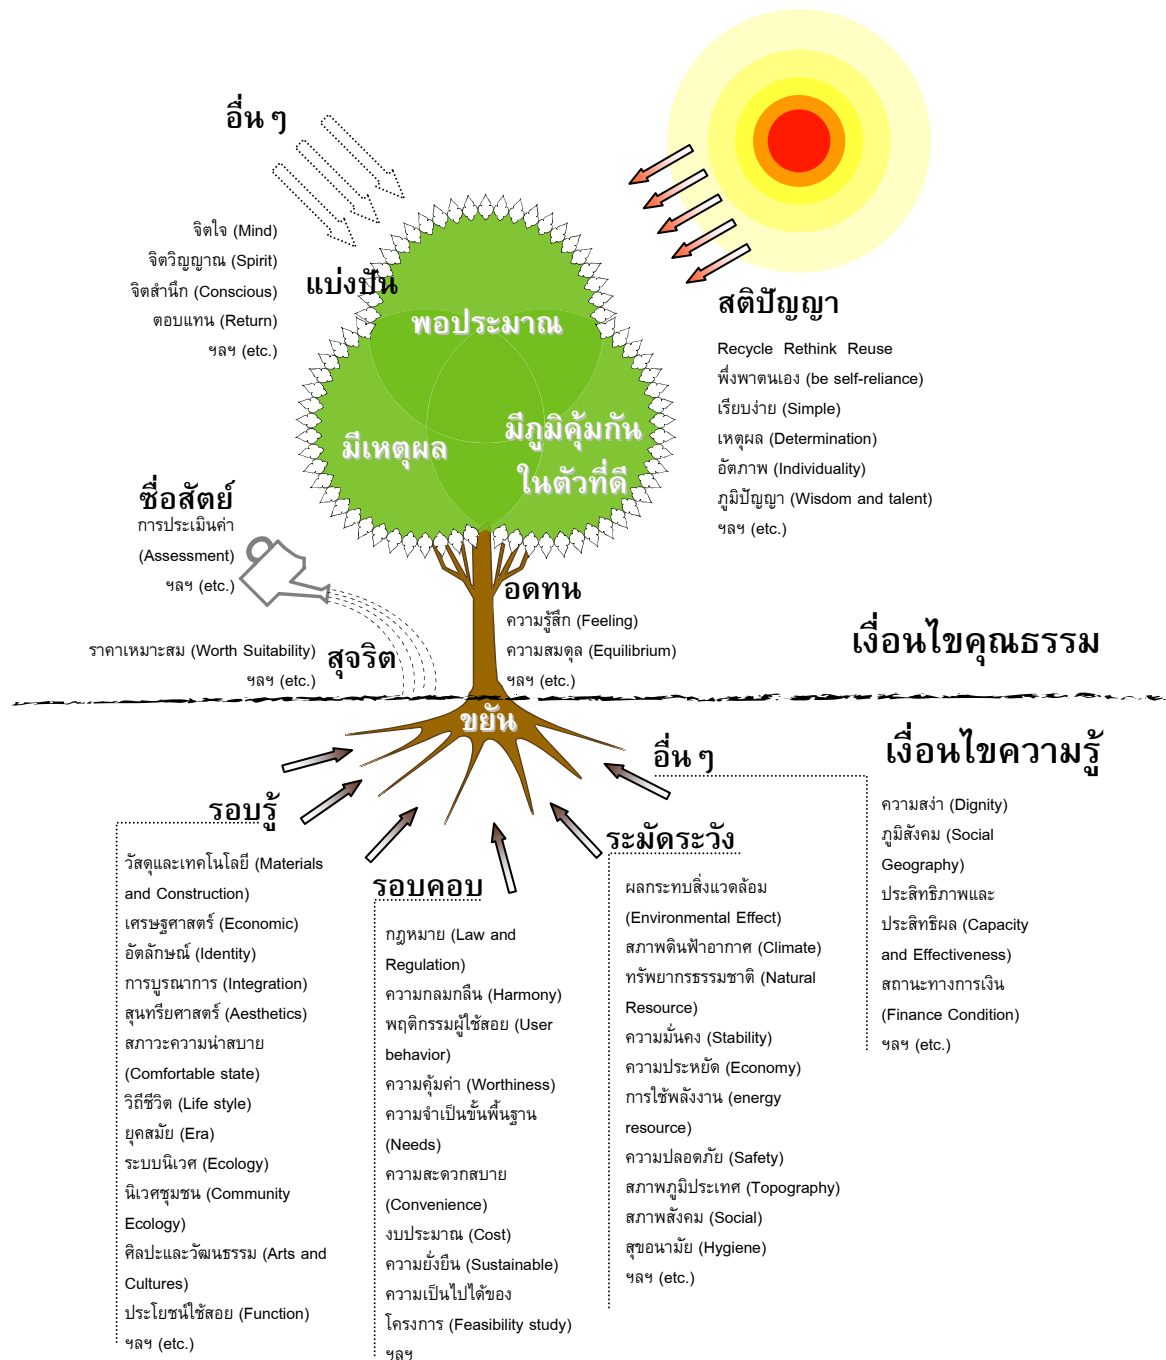 อื่น ๆ
จิตใจ (Mind)
จิตวิญญาณ (Spirit)
จิตสำนึก (Conscious)
ตอบแทน (Return)
ฯลฯ (etc.)
แบ่งปัน
พอประมาณ
มีเหตุผล
มีภูมิคุ้มกัน
ในตัวที่ดี
สติปัญญา
Recycle Rethink Reuse
พึ่งพาตนเอง (be self-reliance)
เรียบง่าย (Simple)
เหตุผล (Determination)
อัตภาพ (Individuality)
ภูมิปัญญา (Wisdom and talent)
ฯลฯ (etc.)
ซื่อสัตย์
การประเมินค่า
(Assessment)
ฯลฯ (etc.)
อดทน
ความรู้สึก (Feeling)
ความสมดุล (Equilibrium)
ฯลฯ (etc.)
ราคาเหมาะสม (Worth Suitability)
ฯลฯ (etc.)
สุจริต
เงื่อนไขคุณธรรม
ขยัน
เงื่อนไขความรู้
อื่น ๆ
ความสง่า (Dignity)
ภูมิสังคม (Social
Geography)
ประสิทธิภาพและ
ประสิทธิผล (Capacity
and Effectiveness)
สถานะทางการเงิน
(Finance Condition)
ฯลฯ (etc.)
รอบรู้
วัสดุและเทคโนโลยี (Materials
and Construction)
เศรษฐศาสตร์ (Economic)
อัตลักษณ์ (Identity)
การบูรณาการ (Integration)
สุนทรียศาสตร์ (Aesthetics)
สภาวะความน่าสบาย
(Comfortable state)
วิถีชีวิต (Life style)
ยุคสมัย (Era)
ระบบนิเวศ (Ecology)
นิเวศชุมชน (Community
Ecology)
ศิลปะและวัฒนธรรม (Arts and
Cultures)
ประโยชน์ใช้สอย (Function)
ฯลฯ (etc.)
รอบคอบ
กฎหมาย (Law and
Regulation)
ความกลมกลืน (Harmony)
พฤติกรรมผู้ใช้สอย (User
behavior)
ความคุ้มค่า (Worthiness)
ความจำเป็นขั้นพื้นฐาน
(Needs)
ความสะดวกสบาย
(Convenience)
งบประมาณ (Cost)
ความยั่งยืน (Sustainable)
ความเป็นไปได้ของ
โครงการ (Feasibility study)
ฯลฯ
ระมัดระวัง
ผลกระทบสิ่งแวดล้อม
(Environmental Effect)
สภาพดินฟ้าอากาศ (Climate)
ทรัพยากรธรรมชาติ (Natural
Resource)
ความมั่นคง (Stability)
ความประหยัด (Economy)
การใช้พลังงาน (energy
resource)
ความปลอดภัย (Safety)
สภาพภูมิประเทศ (Topography)
สภาพสังคม (Social)
สุขอนามัย (Hygiene)
ฯลฯ (etc.)